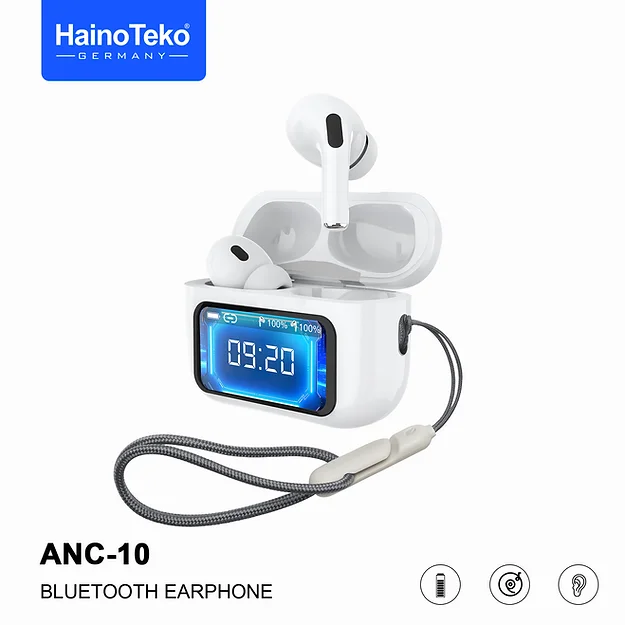 HainoTeko®
GERMANY
100% 100%
09:20
ANC-10
BLUETOOTH EARPHONE